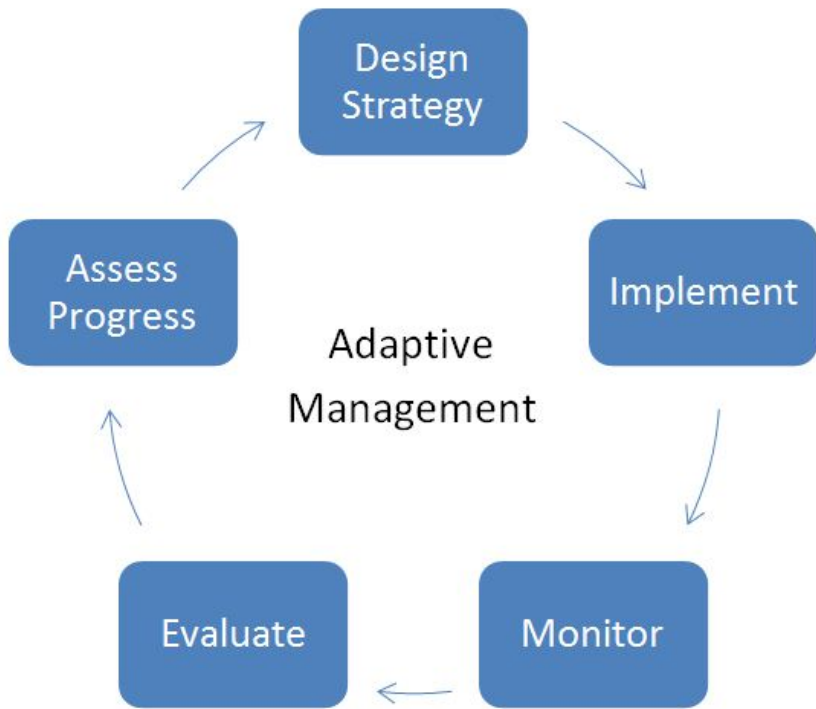 Design
Strategy
Implement
Monitor
Evaluate
Assess
Progress
Adaptive
Management